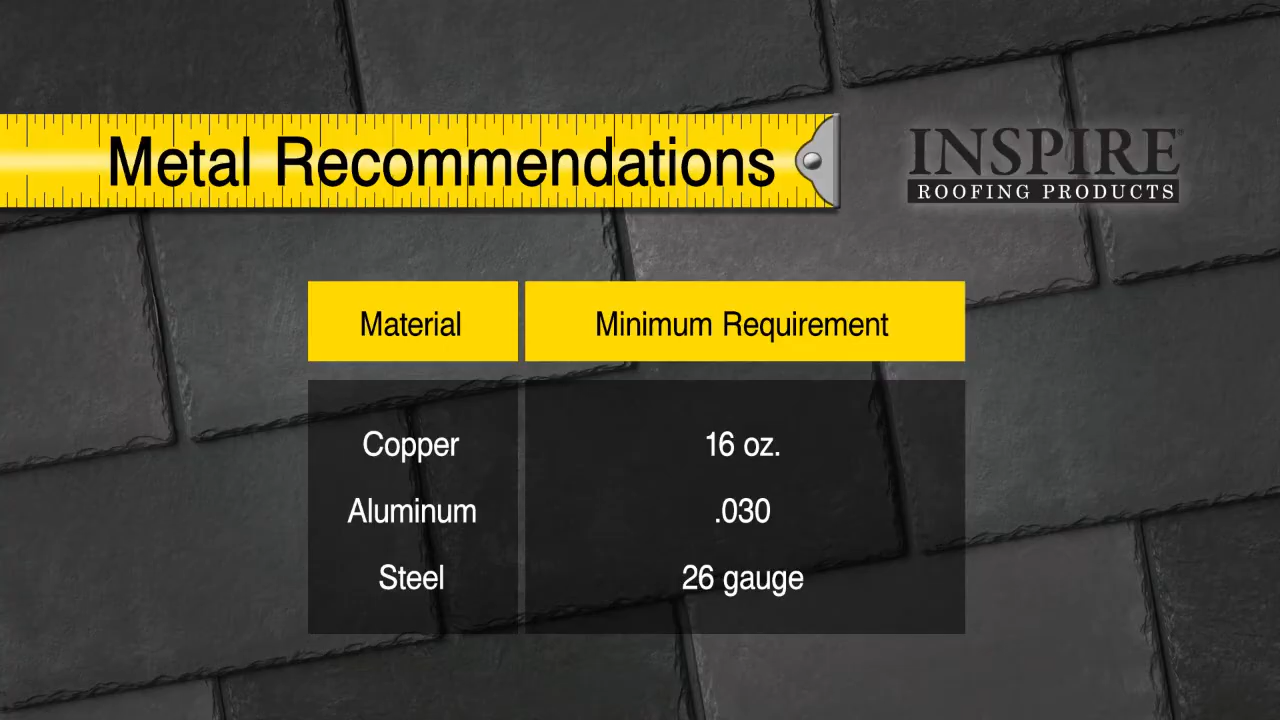 Metal Recommendations
INSPIRE®
ROOFING PRODUCTS
Material Minimum Requirement
Copper 16 oz.
Aluminum .030
Steel 26 gauge